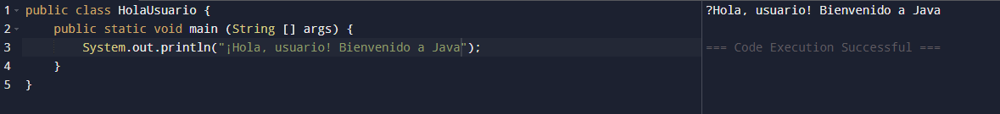 1 public class HolaUsuario {
2 public static void main (String [] args) {
3 System.out.println("¡Hola, usuario! Bienvenido a Java");
4 }
5 }
?Hola, usuario! Bienvenido a Java
=== Code Execution Successful ===